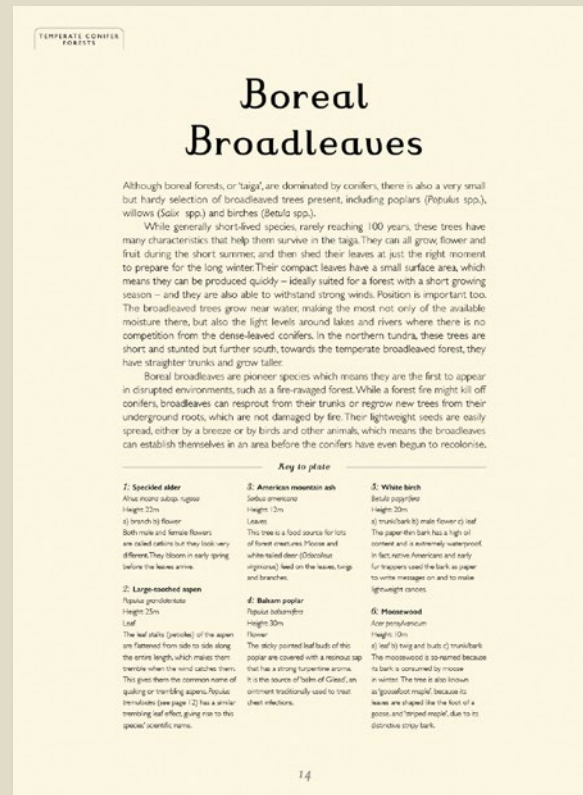 TEMPERATE CONIFER
FORESTS
Boreal
Broadleaves
Although boreal forests, or 'taiga', are dominated by conifers, there is also a very small
but hardy selection of broadleaved trees present, including poplars (Populus spp.),
willows (Salix spp.) and birches (Betula spp.).
While generally short-lived species, rarely reaching 100 years, these trees have
many characteristics that help them survive in the taiga. They can all grow, flower and
fruit during the short summer, and then shed their leaves at just the right moment
to prepare for the long winter. Their compact leaves have a small surface area, which
means they can be produced quickly – ideally suited for a forest with a short growing
season – and they are also able to withstand strong winds. Position is important too.
The broadleaved trees grow near water, making the most not only of the available
moisture there, but also the light levels around lakes and rivers where there is no
competition from the dense-leaved conifers. In the northern tundra, these trees are
short and stunted but further south, towards the temperate broadleaved forest, they
have straighter trunks and grow taller.
Boreal broadleaves are pioneer species which means they are the first to appear
in disrupted environments, such as a fire-ravaged forest. While a forest fire might kill off
conifers, broadleaves can resprout from their trunks or regrow new trees from their
underground roots, which are not damaged by fire. Their lightweight seeds are easily
spread, either by a breeze or by birds and other animals, which means the broadleaves
can establish themselves in an area before the conifers have even begun to recolonise.
Key to plate
1: Speckled alder
Alnus incana subsp. rugosa
Height: 22m
a) branch b) flower
Both male and female flowers
are called catkins but they look very
different. They bloom in early spring
before the leaves arrive.
2: Large-toothed aspen
Populus grandidentata
Height: 25m
Leaf
The leaf stalks (petioles) of the aspen
are flattened from side to side along
the entire length, which makes them
tremble when the wind catches them.
This gives them the common name of
quaking or trembling aspens. Populus
tremuloides (see page 12) has a similar
trembling leaf effect, giving rise to this
species' scientific name.
3: American mountain ash
Sorbus americana
Height: 12m
Leaves
This tree is a food source for lots
of forest creatures. Moose and
white-tailed deer (Odocoileus
virginianus) feed on the leaves, twigs
and branches.
4: Balsam poplar
Populus balsamifera
Height: 30m
Flower
The sticky pointed leaf buds of this
poplar are covered with a resinous sap
that has a strong turpentine aroma.
It is the source of 'balm of Gilead', an
ointment traditionally used to treat
chest infections.
5: White birch
Betula papyrifera
Height: 20m
a) trunk/bark b) male flower c) leaf
The paper-thin bark has a high oil
content and is extremely waterproof.
In fact, native Americans and early
fur trappers used the bark as paper
to write messages on and to make
lightweight canoes.
6: Moosewood
Acer pensylvanicum
Height: 10m
a) leaf b) twig and buds c) trunk/bark
The moosewood is so-named because
its bark is consumed by moose
in winter. The tree is also known
as 'goosefoot maple', because its
leaves are shaped like the foot of a
goose, and 'striped maple', due to its
distinctive stripy bark.
14